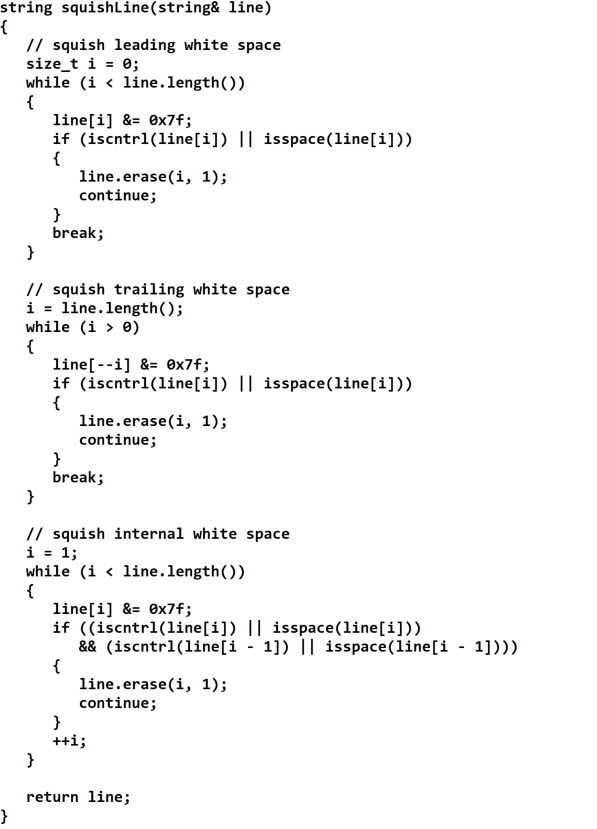 string squishLine(string& line)
{
   // squish leading white space
   size_t i = 0;
   while (i < line.length())
   {
      line[i] &= 0x7f;
      if (iscntrl(line[i]) || isspace(line[i]))
      {
         line.erase(i, 1);
         continue;
      }
      break;
   }

   // squish trailing white space
   i = line.length();
   while (i > 0)
   {
      line[--i] &= 0x7f;
      if (iscntrl(line[i]) || isspace(line[i]))
      {
         line.erase(i, 1);
         continue;
      }
      break;
   }

   // squish internal white space
   i = 1;
   while (i < line.length())
   {
      line[i] &= 0x7f;
      if ((iscntrl(line[i]) || isspace(line[i]))
         && (iscntrl(line[i - 1]) || isspace(line[i - 1])))
      {
         line.erase(i, 1);
         continue;
      }
      ++i;
   }

   return line;
}